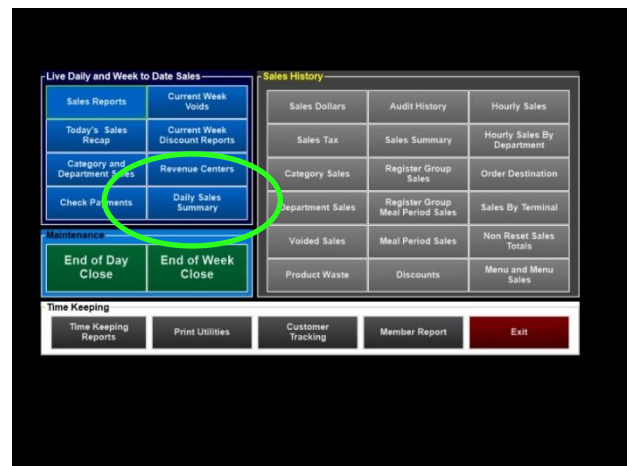 Live Daily and Week to Date Sales
Sales Reports
Current Week
Voids
Today's Sales
Recap
Current Week
Discount Reports
Category and
Department Sales
Revenue Centers
Check Payments
Daily Sales
Summary
Maintenance
End of Day
Close
End of Week
Close
Sales History
Sales Dollars
Audit History
Hourly Sales
Sales Tax
Sales Summary
Hourly Sales By
Department
Category Sales
Register Group
Sales
Order Destination
Department Sales
Register Group
Meal Period Sales
Sales By Terminal
Voided Sales
Meal Period Sales
Non Reset Sales
Totals
Product Waste
Discounts
Menu and Menu
Sales
Time Keeping
Time Keeping
Reports
Print Utilities
Customer
Tracking
Member Report
Exit